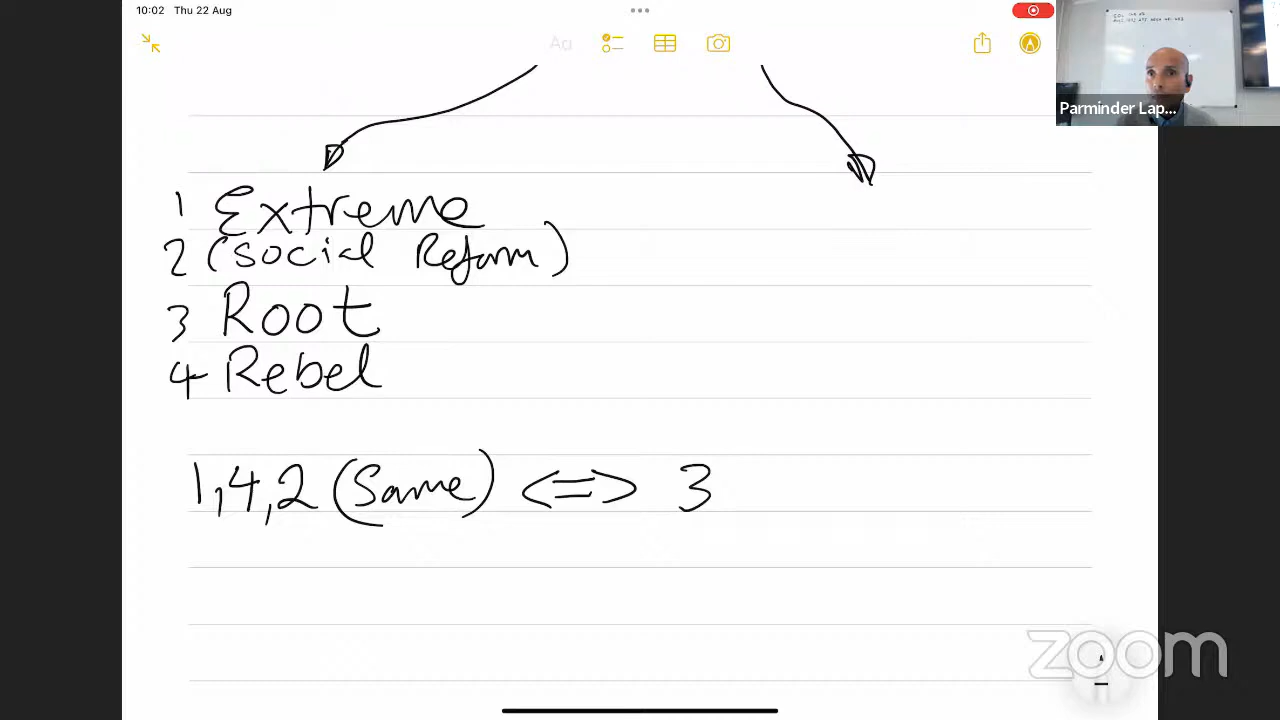 10:02 Thu 22 Aug
Aa
Parminder Lap...
1 Extreme
2 (Social Reform)
3 Root
4 Rebel
1,4,2 (Same) <=> 3
zoom